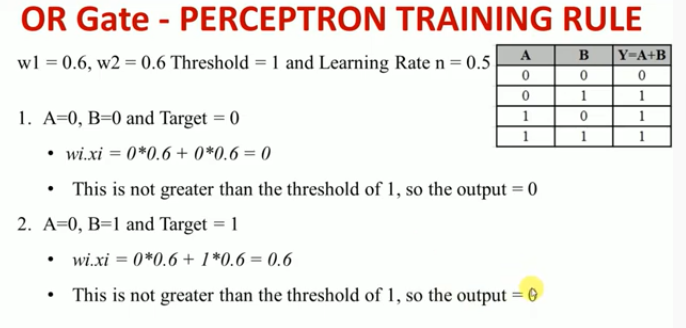 OR Gate - PERCEPTRON TRAINING RULE
w1 = 0.6, w2 = 0.6 Threshold = 1 and Learning Rate n = 0.5
A B Y=A+B
0 0 0
0 1 1
1 0 1
1 1 1
1. A=0, B=0 and Target = 0
• wi.xi = 0*0.6 + 0*0.6 = 0
• This is not greater than the threshold of 1, so the output = 0
2. A=0, B=1 and Target = 1
• wi.xi = 0*0.6 + 1*0.6 = 0.6
• This is not greater than the threshold of 1, so the output = 0